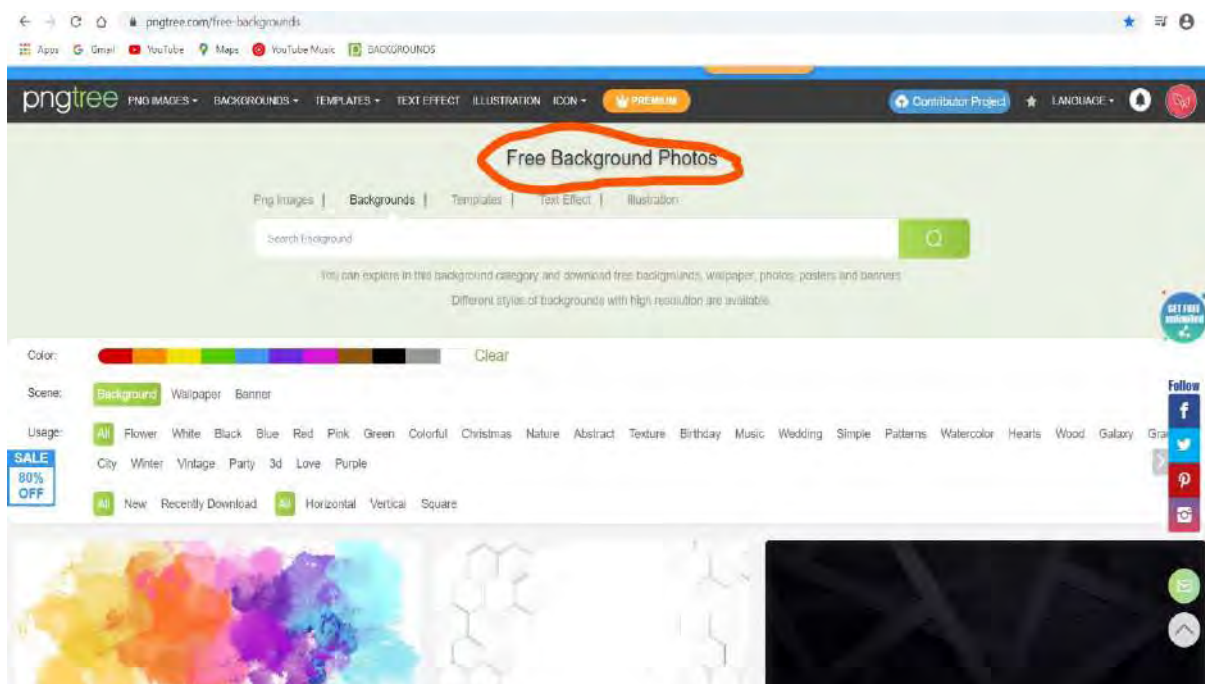 pngtree.com/free-backgrounds
Apps Gmail YouTube Maps YouTube Music BACKGROUNDS
pngtree PNG IMAGES BACKGROUNDS TEMPLATES TEXT EFFECT ILLUSTRATION ICON PREMIUM Contributor Project LANGUAGE
Free Background Photos
Png Images | Backgrounds | Templates | Text Effect | Illustration
Search Background
You can explore in this background category and download free backgrounds, wallpaper, photos, posters and banners
Different styles of backgrounds with high resolution are available.
GET FREE
unlimited
Color: Clear
Scene: Background Wallpaper Banner
Follow
Usage: All Flower White Black Blue Red Pink Green Colorful Christmas Nature Abstract Texture Birthday Music Wedding Simple Patterns Watercolor Hearts Wood Galaxy
City Winter Vintage Party 3d Love Purple
SALE
80%
OFF
All New Recently Download All Horizontal Vertical Square